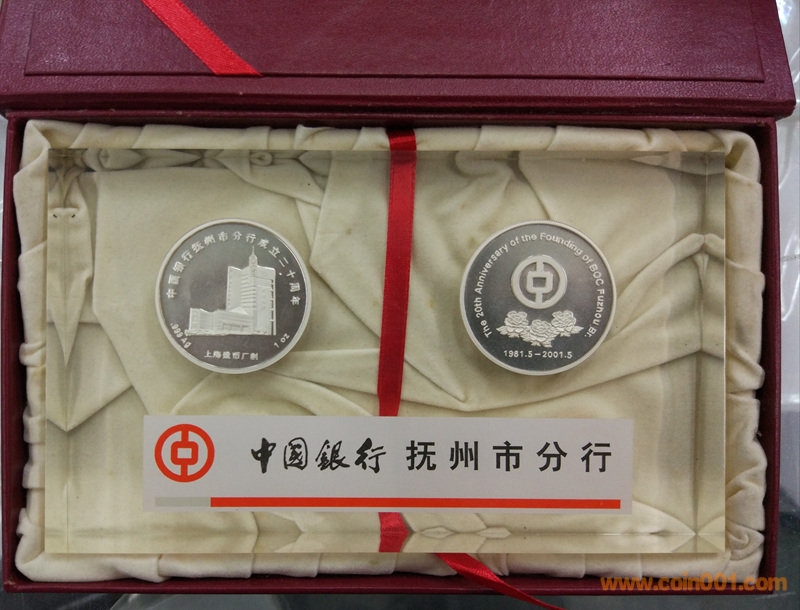 中国银行抚州市分行成立二十周年
.999 Ag
1 oz
上海造币厂制
The 20th Anniversary of the Founding of BOC Fuzhou Br.
1981.5-2001.5
中國銀行 抚州市分行
www.coin001.com